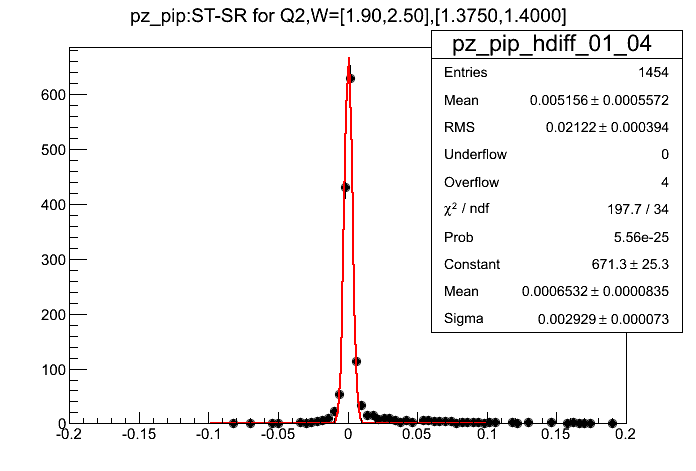 pz_pip:ST-SR for Q2,W=[1.90,2.50],[1.3750,1.4000]
pz_pip_hdiff_01_04
Entries 1454
Mean 0.005156 ± 0.0005572
RMS 0.02122 ± 0.000394
Underflow 0
Overflow 4
χ² / ndf 197.7 / 34
Prob 5.56e-25
Constant 671.3 ± 25.3
Mean 0.0006532 ± 0.0000835
Sigma 0.002929 ± 0.000073
600
500
400
300
200
100
0
-0.2 -0.15 -0.1 -0.05 0 0.05 0.1 0.15 0.2